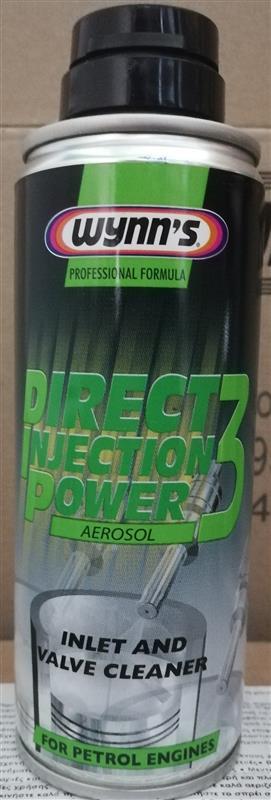 Wynn's
PROFESSIONAL FORMULA
DIRECT
INJECTION
POWER 3
AEROSOL
INLET AND
VALVE CLEANER
FOR PETROL ENGINES